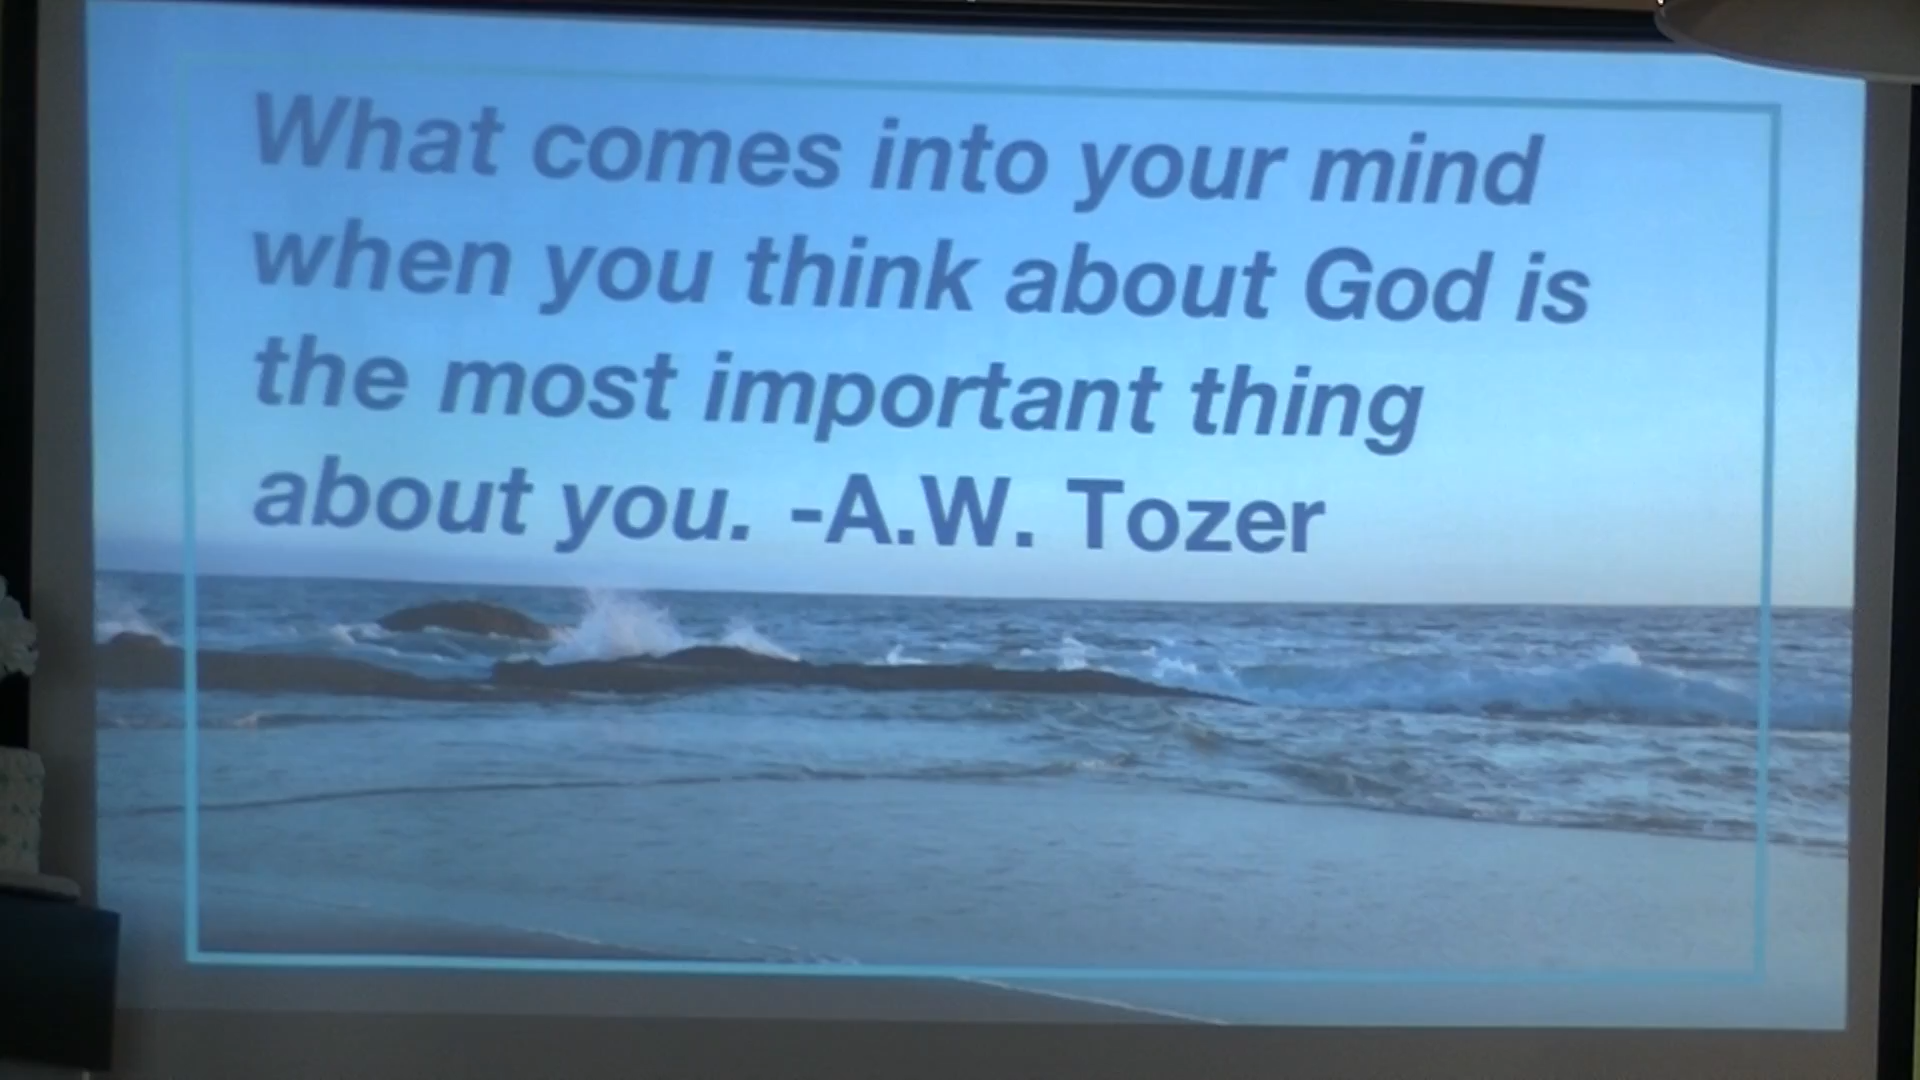 What comes into your mind
when you think about God is
the most important thing
about you. -A.W. Tozer